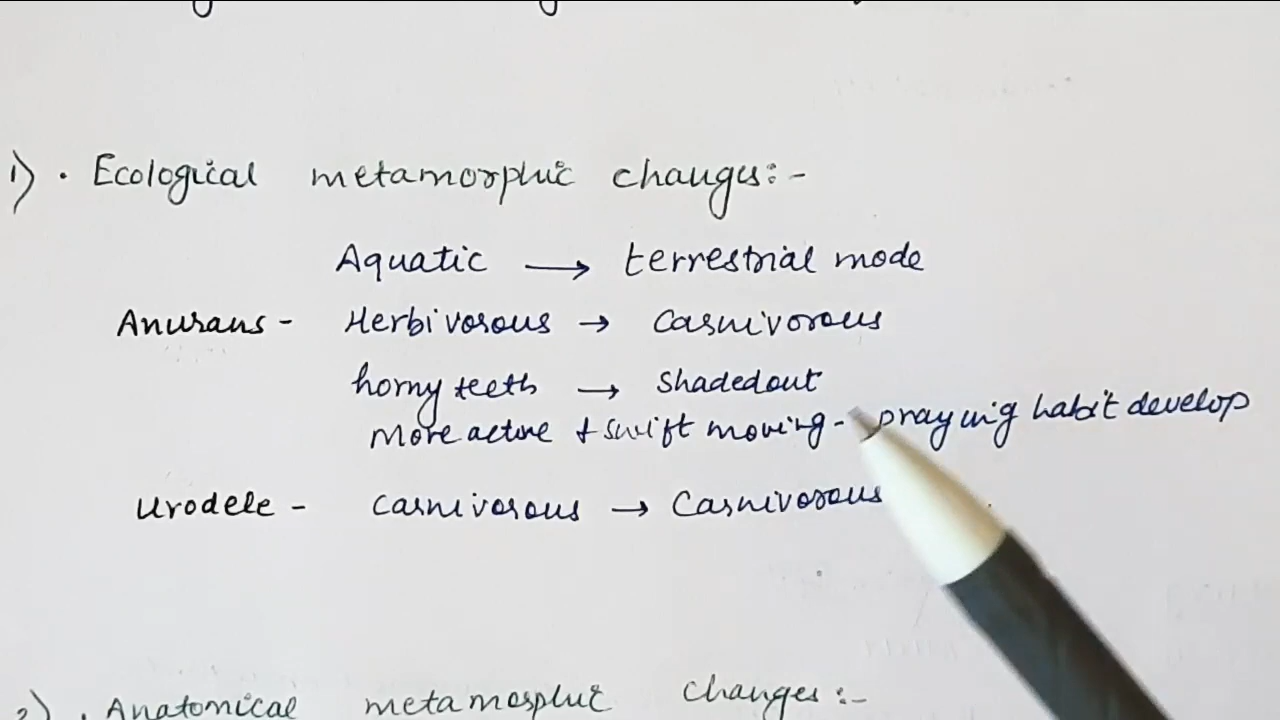 1) . Ecological metamorphic changes:-
Aquatic → terrestrial mode
Anurans - Herbivorous → Carnivorous
horny teeth → shadedout
More active + swift moving - praying habit develop
Urodele - Carnivorous → Carnivorous
2) . Anatomical metamorphic changes:-